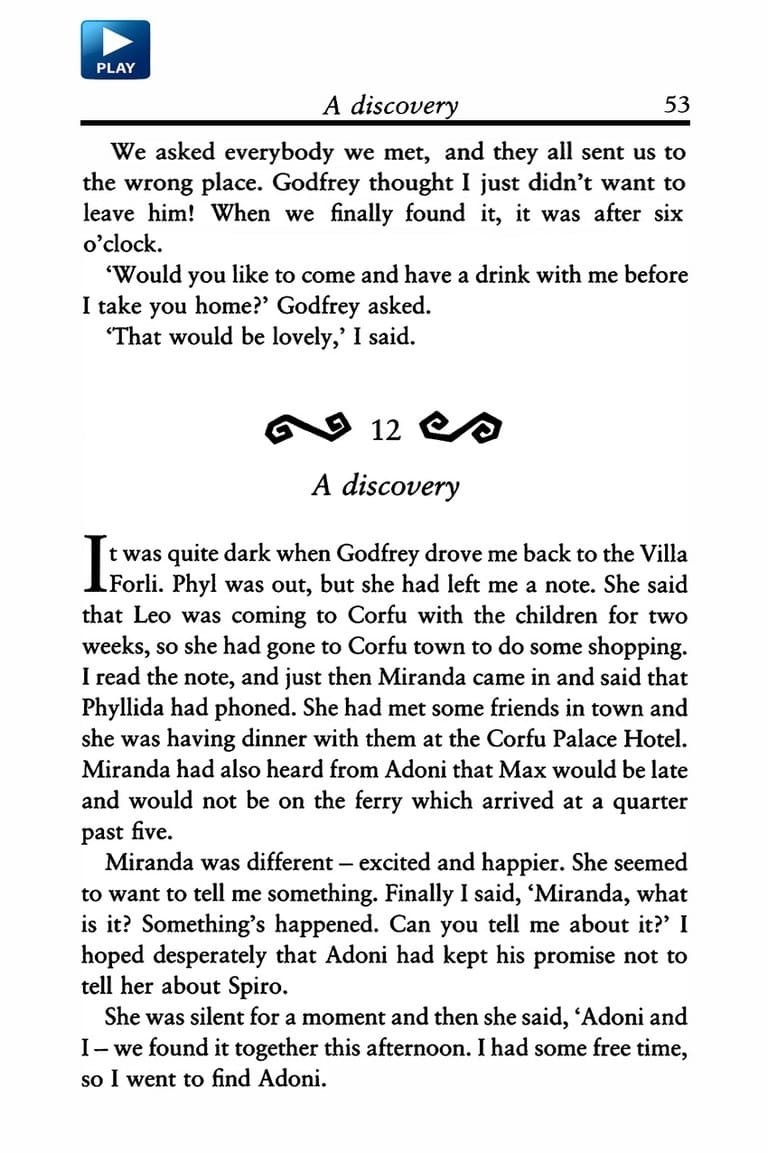 PLAY
A discovery 53
We asked everybody we met, and they all sent us to
the wrong place. Godfrey thought I just didn’t want to
leave him! When we finally found it, it was after six
o’clock.
‘Would you like to come and have a drink with me before
I take you home?’ Godfrey asked.
‘That would be lovely,’ I said.
12
A discovery
It was quite dark when Godfrey drove me back to the Villa
Forli. Phyl was out, but she had left me a note. She said
that Leo was coming to Corfu with the children for two
weeks, so she had gone to Corfu town to do some shopping.
I read the note, and just then Miranda came in and said that
Phyllida had phoned. She had met some friends in town and
she was having dinner with them at the Corfu Palace Hotel.
Miranda had also heard from Adoni that Max would be late
and would not be on the ferry which arrived at a quarter
past five.
Miranda was different – excited and happier. She seemed
to want to tell me something. Finally I said, ‘Miranda, what
is it? Something’s happened. Can you tell me about it?’ I
hoped desperately that Adoni had kept his promise not to
tell her about Spiro.
She was silent for a moment and then she said, ‘Adoni and
I – we found it together this afternoon. I had some free time,
so I went to find Adoni.